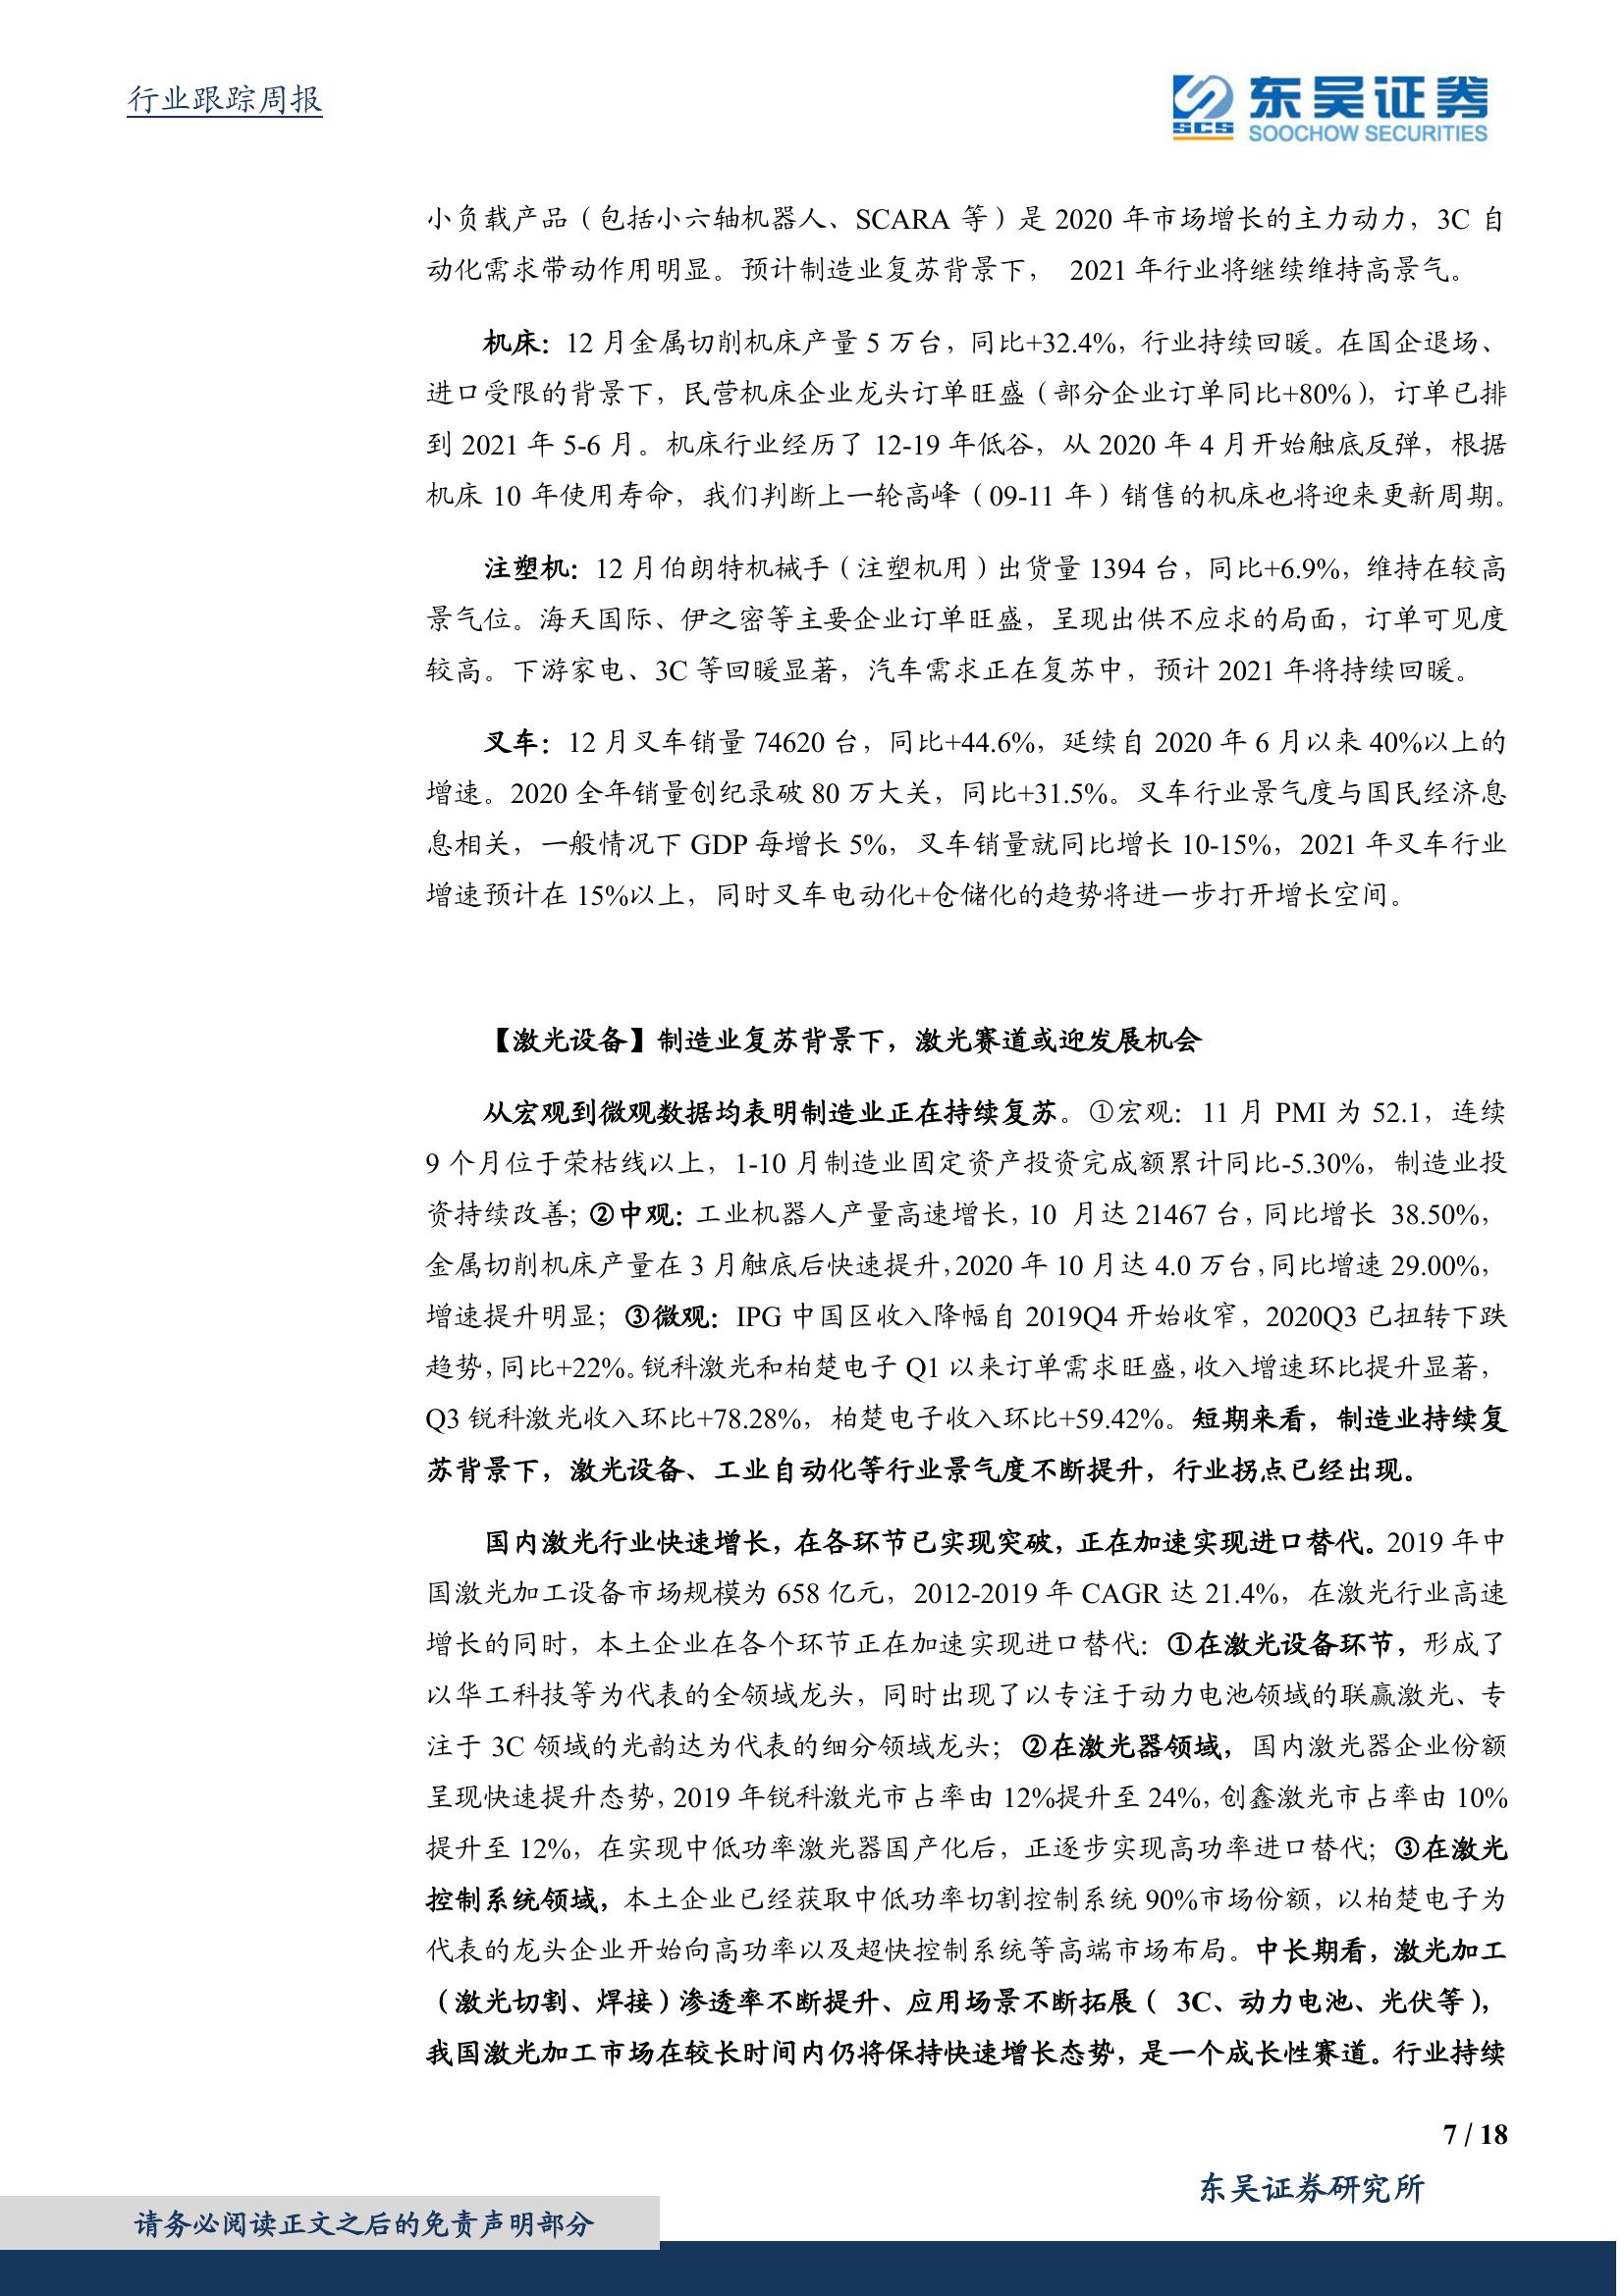 行业跟踪周报
SCS
东吴证券
SOOCHOW SECURITIES
小负载产品（包括小六轴机器人、SCARA 等）是 2020 年市场增长的主力动力，3C 自
动化需求带动作用明显。预计制造业复苏背景下， 2021 年行业将继续维持高景气。
机床：12 月金属切削机床产量 5 万台，同比+32.4%，行业持续回暖。在国企退场、
进口受限的背景下，民营机床企业龙头订单旺盛（部分企业订单同比+80%），订单已排
到 2021 年 5-6 月。机床行业经历了 12-19 年低谷，从 2020 年 4 月开始触底反弹，根据
机床 10 年使用寿命，我们判断上一轮高峰（09-11 年）销售的机床也将迎来更新周期。
注塑机：12 月伯朗特机械手（注塑机用）出货量 1394 台，同比+6.9%，维持在较高
景气位。海天国际、伊之密等主要企业订单旺盛，呈现出供不应求的局面，订单可见度
较高。下游家电、3C 等回暖显著，汽车需求正在复苏中，预计 2021 年将持续回暖。
叉车：12 月叉车销量 74620 台，同比+44.6%，延续自 2020 年 6 月以来 40%以上的
增速。2020 全年销量创纪录破 80 万大关，同比+31.5%。叉车行业景气度与国民经济息
息相关，一般情况下 GDP 每增长 5%，叉车销量就同比增长 10-15%，2021 年叉车行业
增速预计在 15%以上，同时叉车电动化+仓储化的趋势将进一步打开增长空间。
【激光设备】制造业复苏背景下，激光赛道或迎发展机会
从宏观到微观数据均表明制造业正在持续复苏。①宏观：11 月 PMI 为 52.1，连续
9 个月位于荣枯线以上，1-10 月制造业固定资产投资完成额累计同比-5.30%，制造业投
资持续改善；②中观：工业机器人产量高速增长，10 月达 21467 台，同比增长 38.50%，
金属切削机床产量在 3 月触底后快速提升，2020 年 10 月达 4.0 万台，同比增速 29.00%，
增速提升明显；③微观：IPG 中国区收入降幅自 2019Q4 开始收窄，2020Q3 已扭转下跌
趋势，同比+22%。锐科激光和柏楚电子 Q1 以来订单需求旺盛，收入增速环比提升显著，
Q3 锐科激光收入环比+78.28%，柏楚电子收入环比+59.42%。短期来看，制造业持续复
苏背景下，激光设备、工业自动化等行业景气度不断提升，行业拐点已经出现。
国内激光行业快速增长，在各环节已实现突破，正在加速实现进口替代。2019 年中
国激光加工设备市场规模为 658 亿元，2012-2019 年 CAGR 达 21.4%，在激光行业高速
增长的同时，本土企业在各个环节正在加速实现进口替代：①在激光设备环节，形成了
以华工科技等为代表的全领域龙头，同时出现了以专注于动力电池领域的联赢激光、专
注于 3C 领域的光韵达为代表的细分领域龙头；②在激光器领域，国内激光器企业份额
呈现快速提升态势，2019 年锐科激光市占率由 12%提升至 24%，创鑫激光市占率由 10%
提升至 12%，在实现中低功率激光器国产化后，正逐步实现高功率进口替代；③在激光
控制系统领域，本土企业已经获取中低功率切割控制系统 90%市场份额，以柏楚电子为
代表的龙头企业开始向高功率以及超快控制系统等高端市场布局。中长期看，激光加工
（激光切割、焊接）渗透率不断提升、应用场景不断拓展（ 3C、动力电池、光伏等），
我国激光加工市场在较长时间内仍将保持快速增长态势，是一个成长性赛道。行业持续
7 / 18
东吴证券研究所
请务必阅读正文之后的免责声明部分